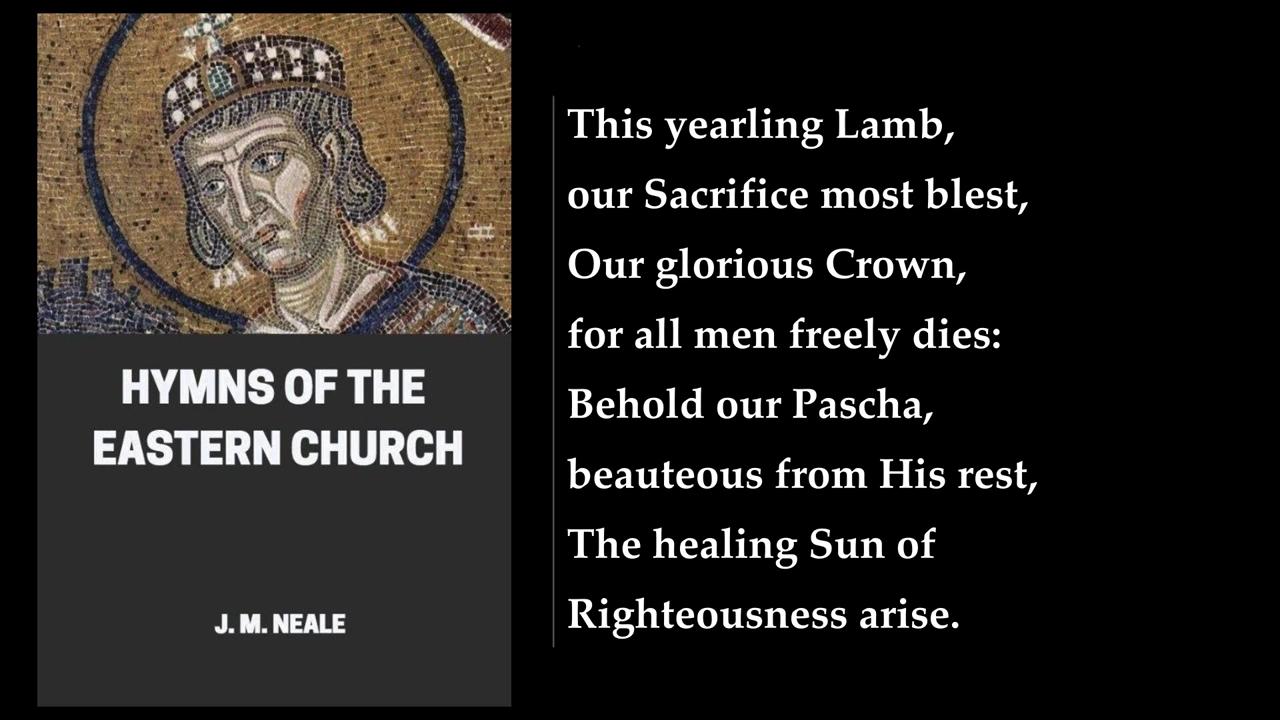 HYMNS OF THE
EASTERN CHURCH
J. M. NEALE
This yearling Lamb,
our Sacrifice most blest,
Our glorious Crown,
for all men freely dies:
Behold our Pascha,
beauteous from His rest,
The healing Sun of
Righteousness arise.